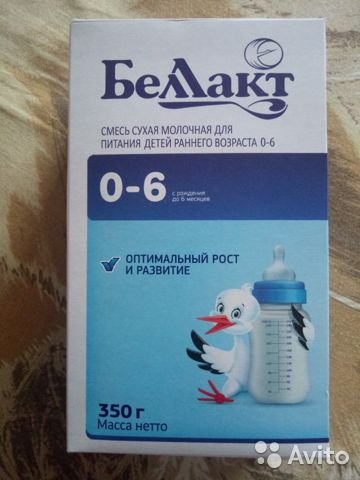 Беллакт
СМЕСЬ СУХАЯ МОЛОЧНАЯ ДЛЯ
ПИТАНИЯ ДЕТЕЙ РАННЕГО ВОЗРАСТА 0-6
0-6
с рождения
до 6 месяцев
ОПТИМАЛЬНЫЙ РОСТ
И РАЗВИТИЕ
350 г
Масса нетто
Avito